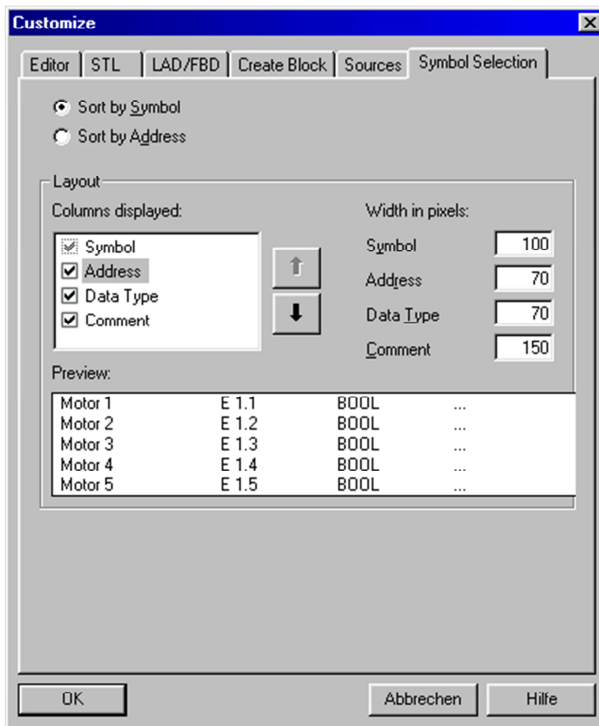 Customize
Editor STL LAD/FBD Create Block Sources Symbol Selection
Sort by Symbol
Sort by Address
Layout
Columns displayed: Width in pixels:
Symbol Symbol 100
Address Address 70
Data Type Data Type 70
Comment Comment 150
Preview:
Motor 1 E 1.1 BOOL ...
Motor 2 E 1.2 BOOL ...
Motor 3 E 1.3 BOOL ...
Motor 4 E 1.4 BOOL ...
Motor 5 E 1.5 BOOL ...
OK Abbrechen Hilfe